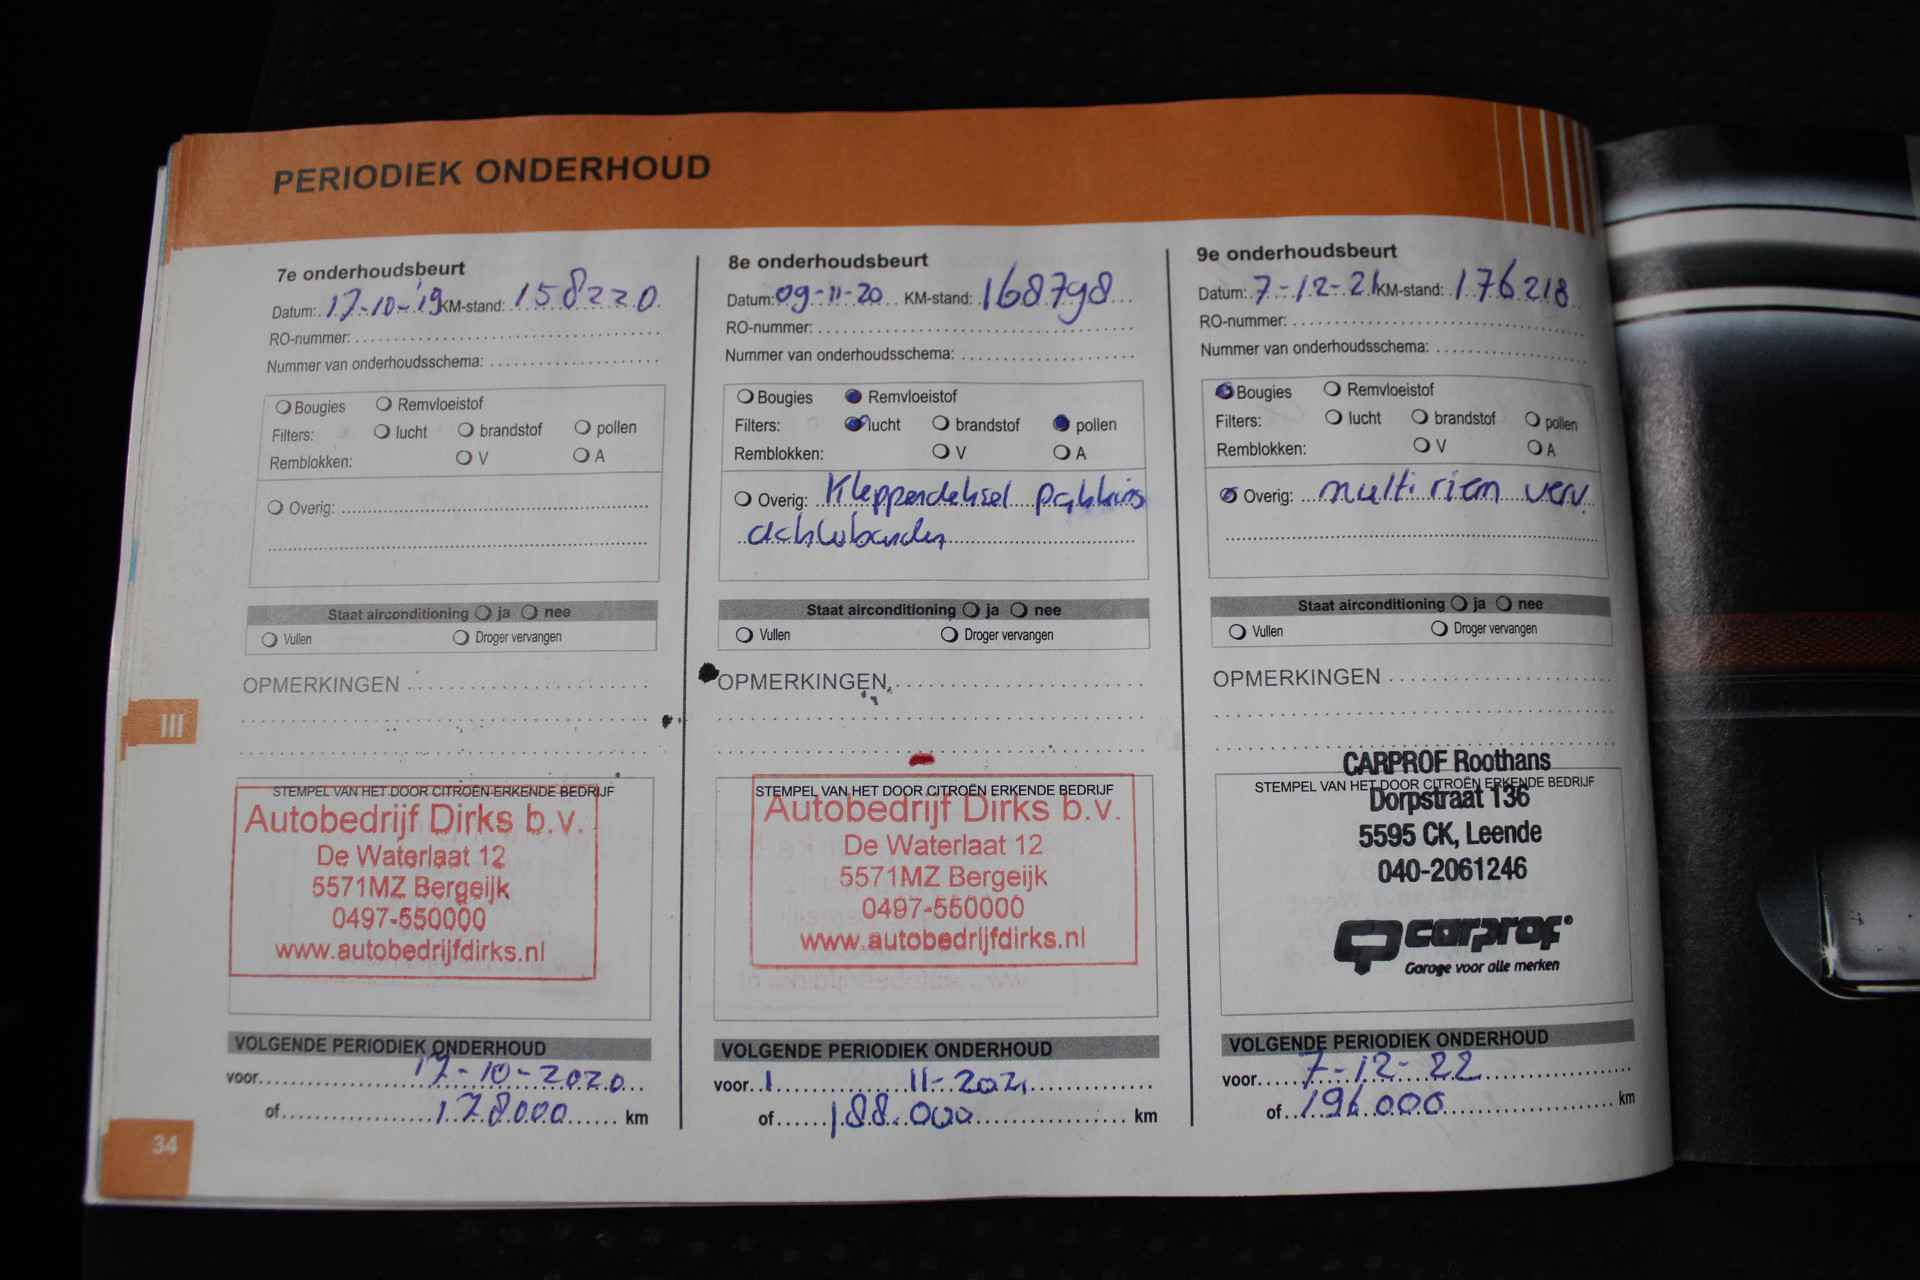 PERIODIEK ONDERHOUD
7e onderhoudsbeurt
Datum: 17-10-'19 KM-stand: 158220
RO-nummer:
Nummer van onderhoudsschema:
Bougies Remvloeistof
Filters: lucht brandstof pollen
Remblokken: V A
Overig:
Staat airconditioning ja nee
Vullen Droger vervangen
OPMERKINGEN
STEMPEL VAN HET DOOR CITROËN ERKENDE BEDRIJF
Autobedrijf Dirks b.v.
De Waterlaat 12
5571MZ Bergeijk
0497-550000
www.autobedrijfdirks.nl
VOLGENDE PERIODIEK ONDERHOUD
voor 17-10-2020
of 178000 km
8e onderhoudsbeurt
Datum: 09-11-20 KM-stand: 168798
RO-nummer:
Nummer van onderhoudsschema:
Bougies Remvloeistof
Filters: lucht brandstof pollen
Remblokken: V A
Overig: Kleppendeksel pakking
Staat airconditioning ja nee
Vullen Droger vervangen
OPMERKINGEN
STEMPEL VAN HET DOOR CITROËN ERKENDE BEDRIJF
Autobedrijf Dirks b.v.
De Waterlaat 12
5571MZ Bergeijk
0497-550000
www.autobedrijfdirks.nl
VOLGENDE PERIODIEK ONDERHOUD
voor 1 11-2021
of 188.000 km
9e onderhoudsbeurt
Datum: 7-12-21 KM-stand: 176218
RO-nummer:
Nummer van onderhoudsschema:
Bougies Remvloeistof
Filters: lucht brandstof pollen
Remblokken: V A
Overig: multi riem verv.
Staat airconditioning ja nee
Vullen Droger vervangen
OPMERKINGEN
CARPROF Roothans
STEMPEL VAN HET DOOR CITROËN ERKENDE BEDRIJF
Dorpstraat 136
5595 CK, Leende
040-2061246
carprof
Garage voor alle merken
VOLGENDE PERIODIEK ONDERHOUD
voor 7-12-22
of 196.000 km
III
34